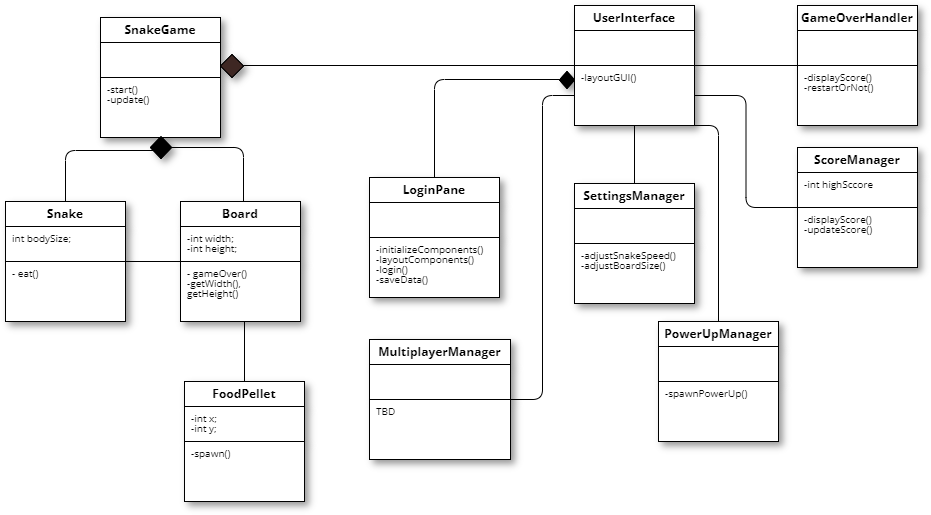 SnakeGame
-start()
-update()
UserInterface
-layoutGUI()
GameOverHandler
-displayScore()
-restartOrNot()
ScoreManager
-int highSccore
-displayScore()
-updateScore()
Snake
int bodySize;
- eat()
Board
-int width;
-int height;
- gameOver()
-getWidth(),
getHeight()
LoginPane
-initializeComponents()
-layoutComponents()
-login()
-saveData()
SettingsManager
-adjustSnakeSpeed()
-adjustBoardSize()
MultiplayerManager
TBD
PowerUpManager
-spawnPowerUp()
FoodPellet
-int x;
-int y;
-spawn()